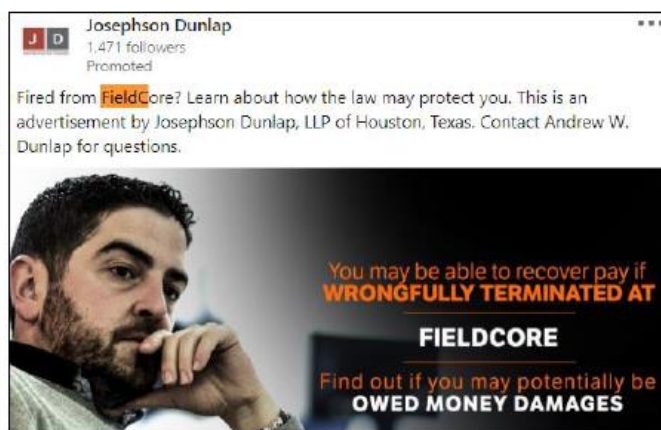 J D
Josephson Dunlap
1,471 followers
Promoted
Fired from FieldCore? Learn about how the law may protect you. This is an
advertisement by Josephson Dunlap, LLP of Houston, Texas. Contact Andrew W.
Dunlap for questions.
You may be able to recover pay if
WRONGFULLY TERMINATED AT
FIELDCORE
Find out if you may potentially be
OWED MONEY DAMAGES